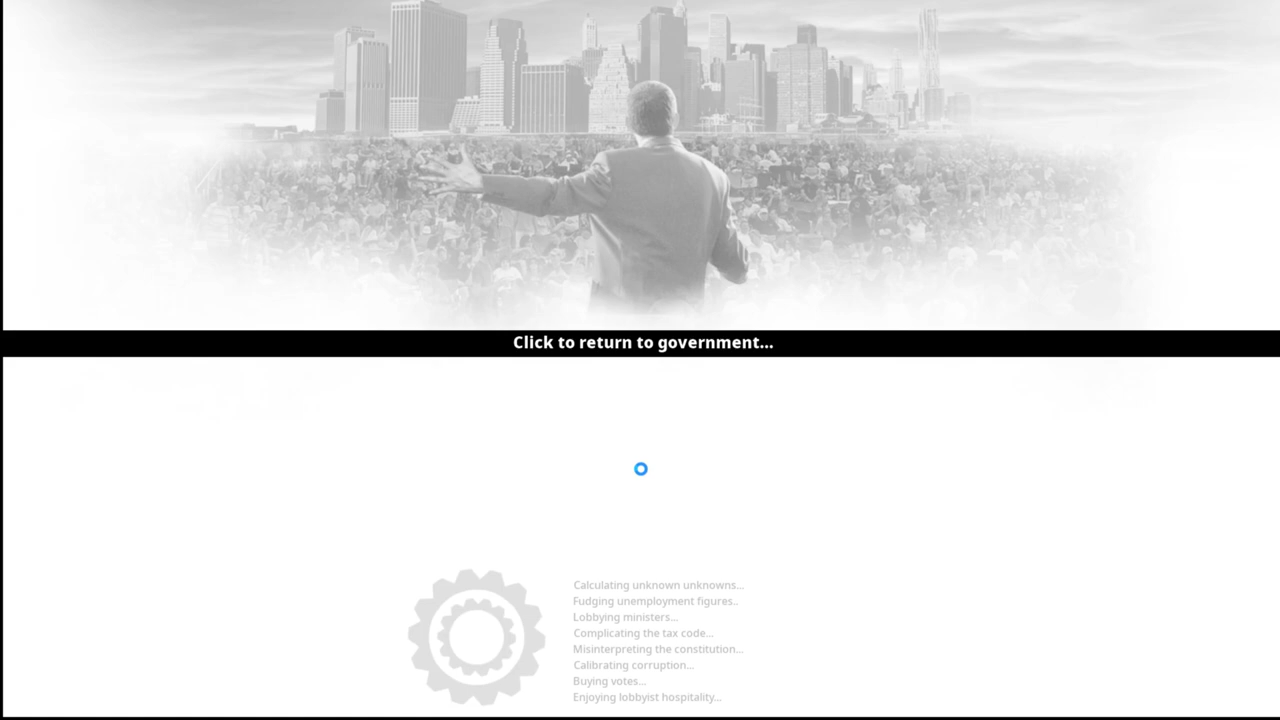 Click to return to government...
Calculating unknown unknowns...
Fudging unemployment figures..
Lobbying ministers...
Complicating the tax code...
Misinterpreting the constitution...
Calibrating corruption...
Buying votes...
Enjoying lobbyist hospitality...